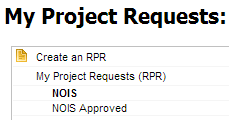 My Project Requests:
Create an RPR
My Project Requests (RPR)
NOIS
NOIS Approved